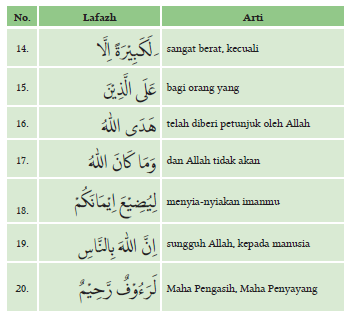 No. Lafazh Arti
14. لَكَبِيْرَةً اِلَّا sangat berat, kecuali
15. عَلَى الَّذِيْنَ bagi orang yang
16. هَدَى اللّٰهُ telah diberi petunjuk oleh Allah
17. وَمَا كَانَ اللّٰهُ dan Allah tidak akan
18. لِيُضِيْعَ اِيْمَانَكُمْ menyia-nyiakan imanmu
19. اِنَّ اللّٰهَ بِالنَّاسِ sungguh Allah, kepada manusia
20. لَرَءُوْفٌ رَّحِيْمٌ Maha Pengasih, Maha Penyayang